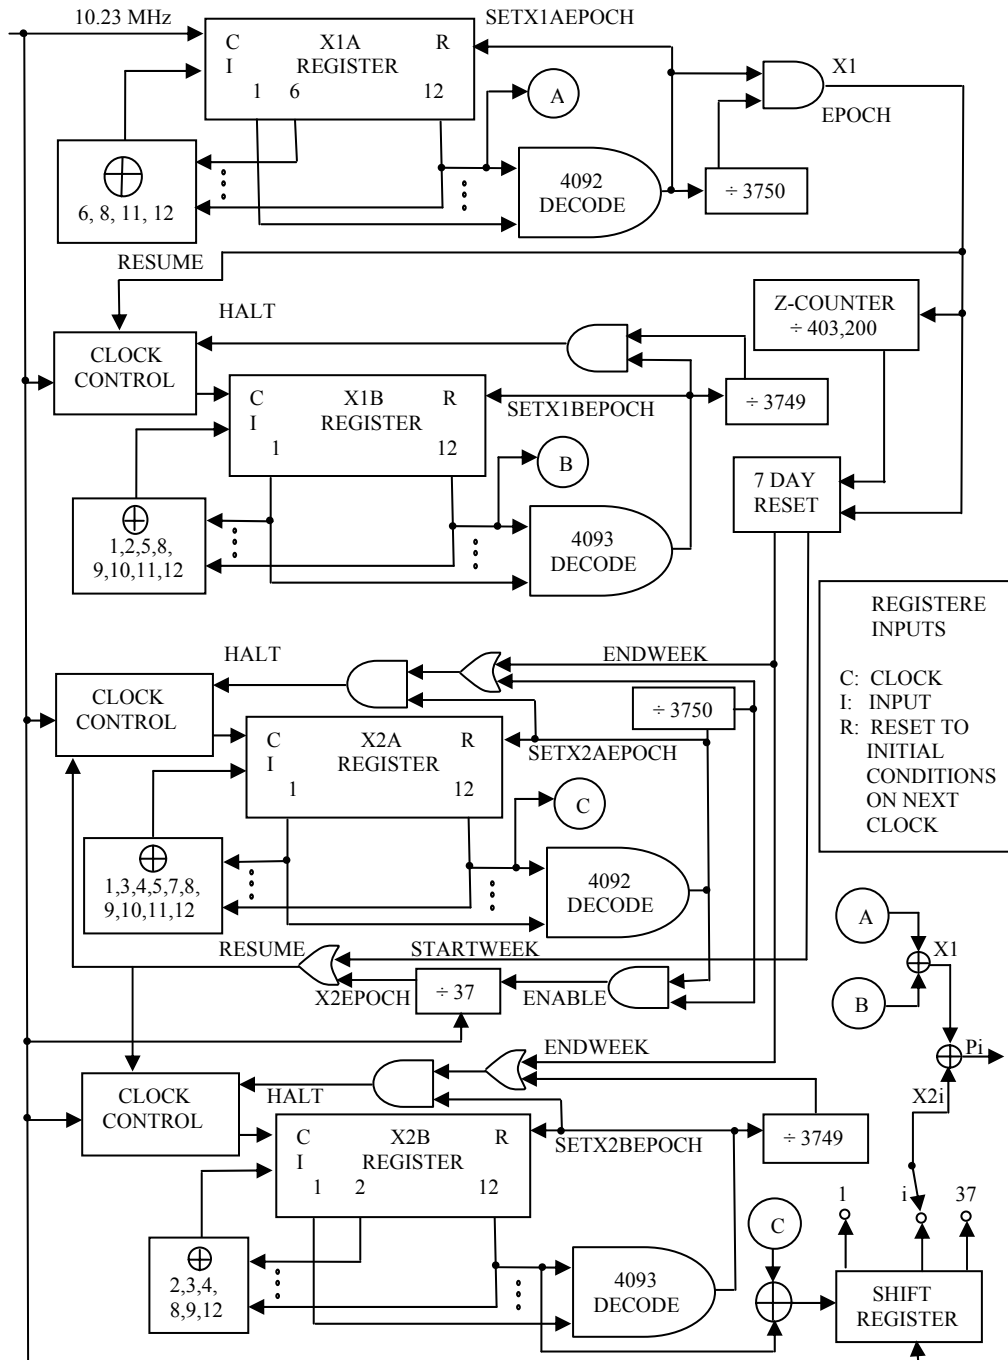 10.23 MHz
SETX1AEPOCH
C X1A R
I REGISTER
1 6 12
A
X1
EPOCH
6, 8, 11, 12
4092
DECODE
÷ 3750
RESUME
HALT
Z-COUNTER
÷ 403,200
CLOCK
CONTROL
C X1B R
I REGISTER
1 12
SETX1BEPOCH
÷ 3749
B
7 DAY
RESET
1,2,5,8,
9,10,11,12
4093
DECODE
REGISTERE
INPUTS
C: CLOCK
I: INPUT
R: RESET TO
INITIAL
CONDITIONS
ON NEXT
CLOCK
HALT
ENDWEEK
CLOCK
CONTROL
÷ 3750
C X2A R
I REGISTER
1 12
SETX2AEPOCH
C
1,3,4,5,7,8,
9,10,11,12
4092
DECODE
A
X1
B
RESUME
STARTWEEK
X2EPOCH
÷ 37
ENABLE
ENDWEEK
Pi
CLOCK
CONTROL
HALT
X2i
C X2B R
I REGISTER
1 2 12
SETX2BEPOCH
÷ 3749
1 i 37
C
2,3,4,
8,9,12
4093
DECODE
SHIFT
REGISTER